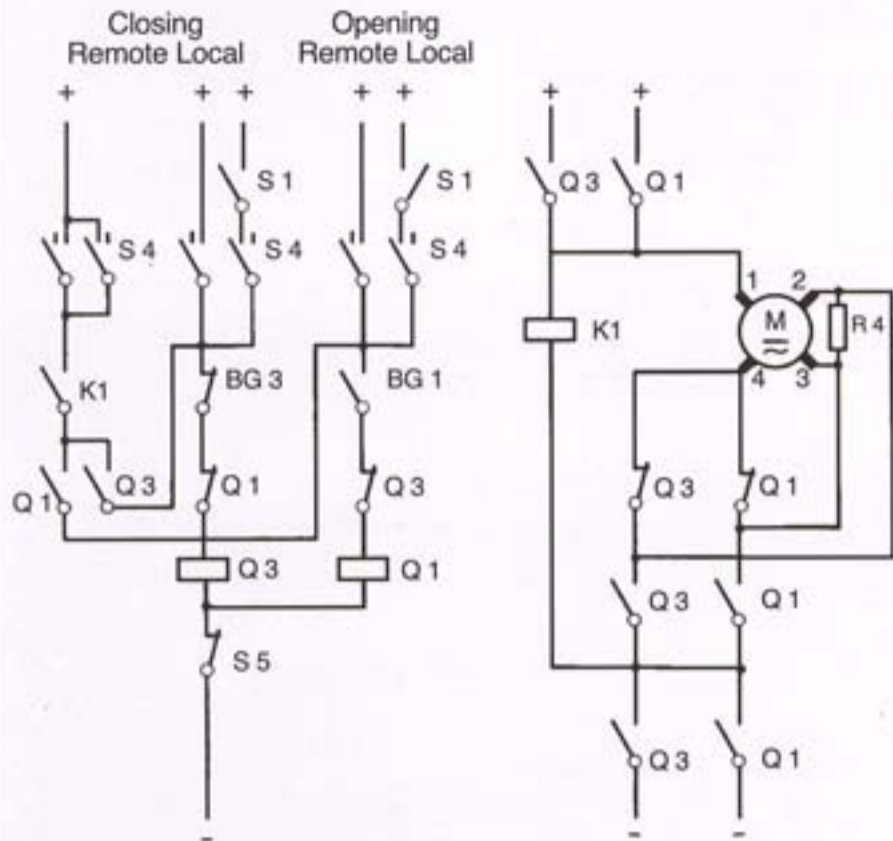 Closing Opening
Remote Local Remote Local
+ + + + +
+ +
S 1 S 1 Q 3 Q 1
S 4 S 4 S 4
1 2
M
R 4
K1
4 3
K1 BG 3 BG 1
Q 1 Q 3 Q 1 Q 3 Q 3 Q 1
Q 3 Q 1 Q 3 Q 1
S 5
Q 3 Q 1
- - -